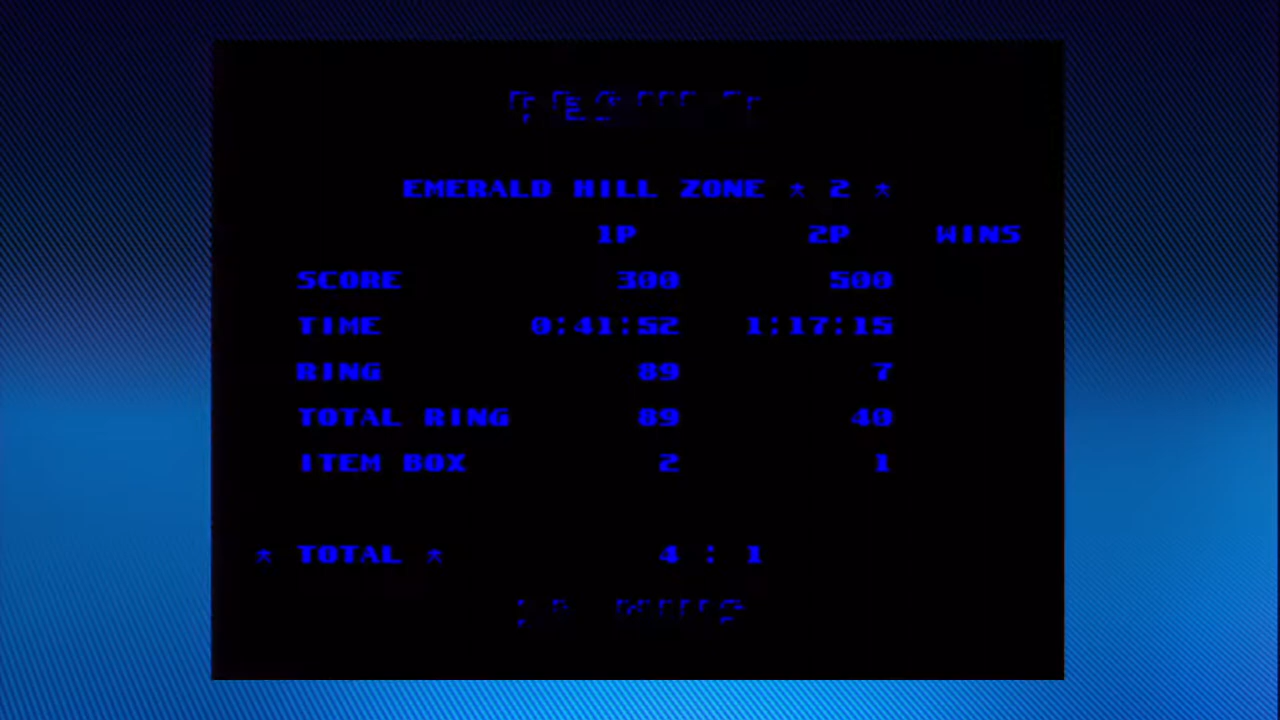 EMERALD HILL ZONE * 2 *
1P 2P WINS
SCORE 300 500
TIME 0:41:52 1:17:15
RING 89 7
TOTAL RING 89 40
ITEM BOX 2 1
* TOTAL * 4 : 1